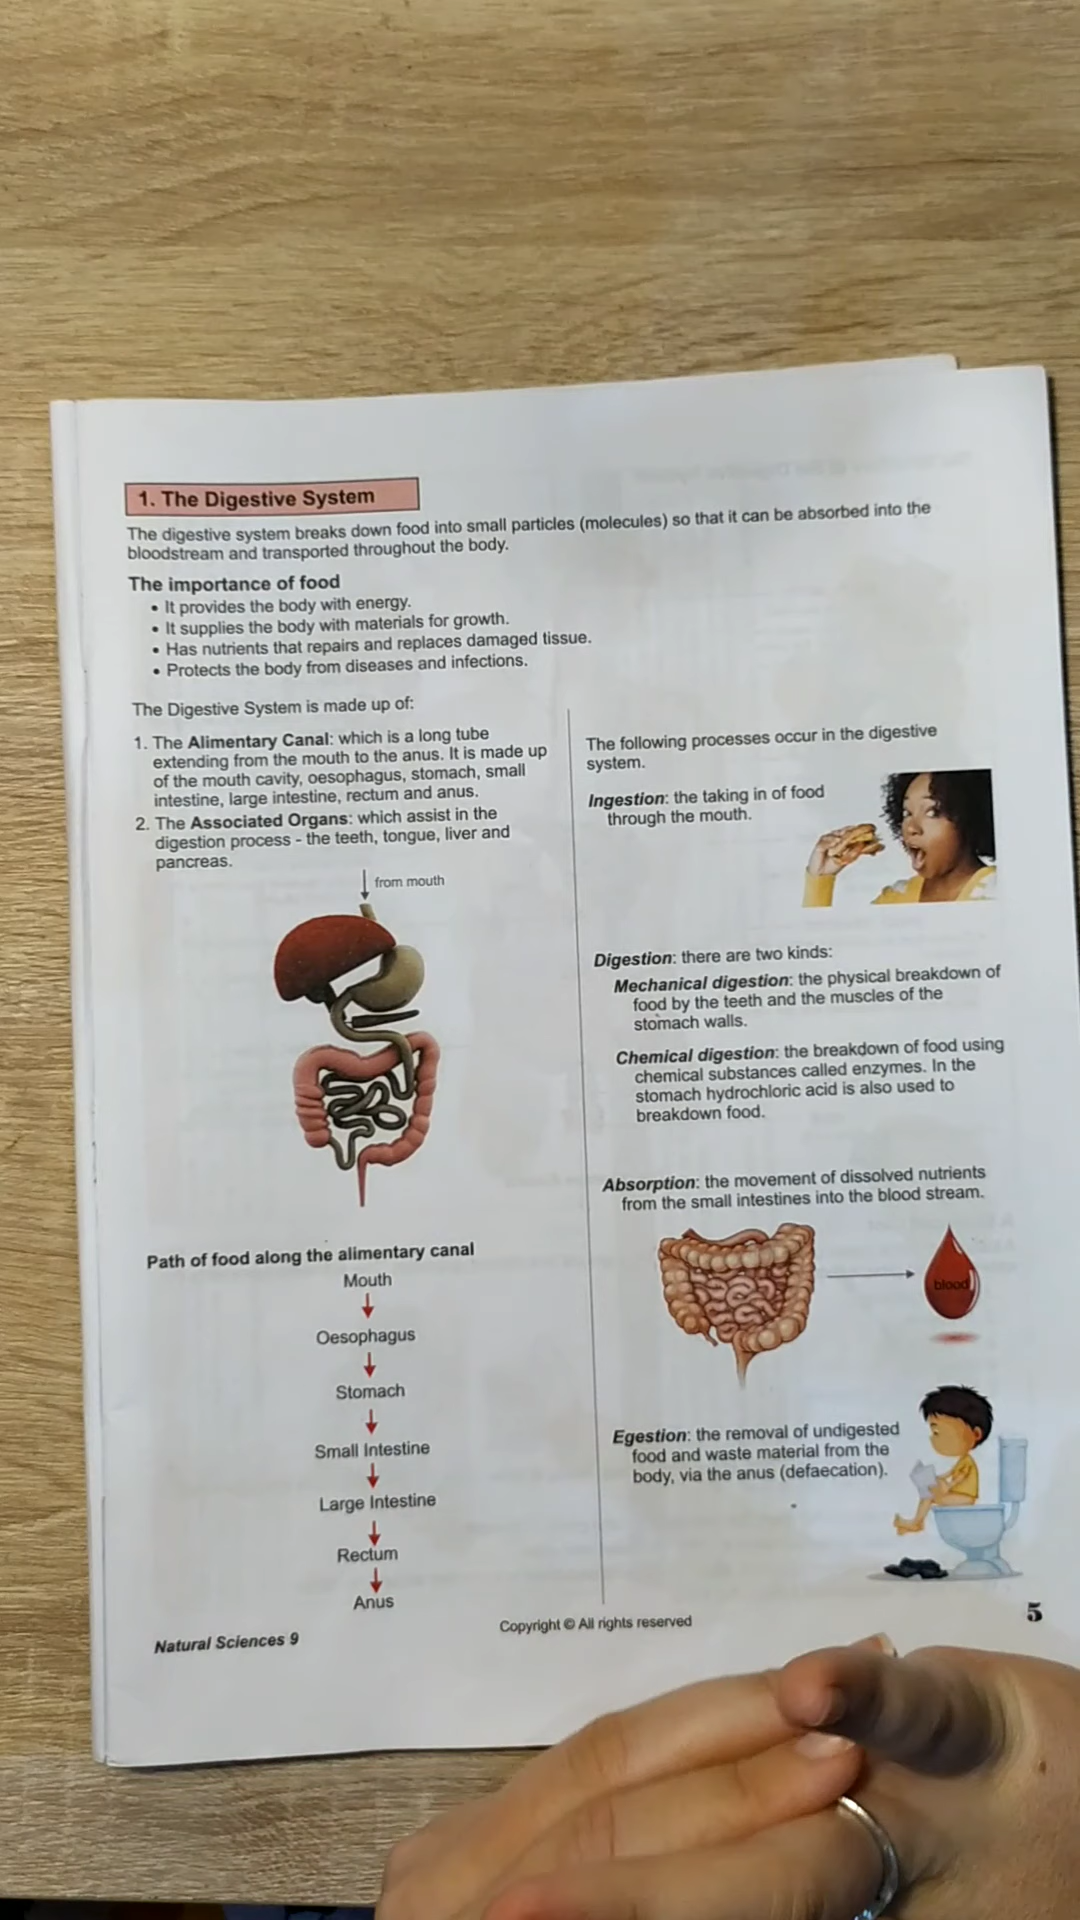 1. The Digestive System
The digestive system breaks down food into small particles (molecules) so that it can be absorbed into the
bloodstream and transported throughout the body.
The importance of food
• It provides the body with energy.
• It supplies the body with materials for growth.
• Has nutrients that repairs and replaces damaged tissue.
• Protects the body from diseases and infections.
The Digestive System is made up of:
1. The Alimentary Canal: which is a long tube
extending from the mouth to the anus. It is made up
of the mouth cavity, oesophagus, stomach, small
intestine, large intestine, rectum and anus.
2. The Associated Organs: which assist in the
digestion process - the teeth, tongue, liver and
pancreas.
from mouth
Path of food along the alimentary canal
Mouth
Oesophagus
Stomach
Small Intestine
Large Intestine
Rectum
Anus
The following processes occur in the digestive
system.
Ingestion: the taking in of food
through the mouth.
Digestion: there are two kinds:
Mechanical digestion: the physical breakdown of
food by the teeth and the muscles of the
stomach walls.
Chemical digestion: the breakdown of food using
chemical substances called enzymes. In the
stomach hydrochloric acid is also used to
breakdown food.
Absorption: the movement of dissolved nutrients
from the small intestines into the blood stream.
blood
Egestion: the removal of undigested
food and waste material from the
body, via the anus (defaecation).
Natural Sciences 9
Copyright © All rights reserved
5